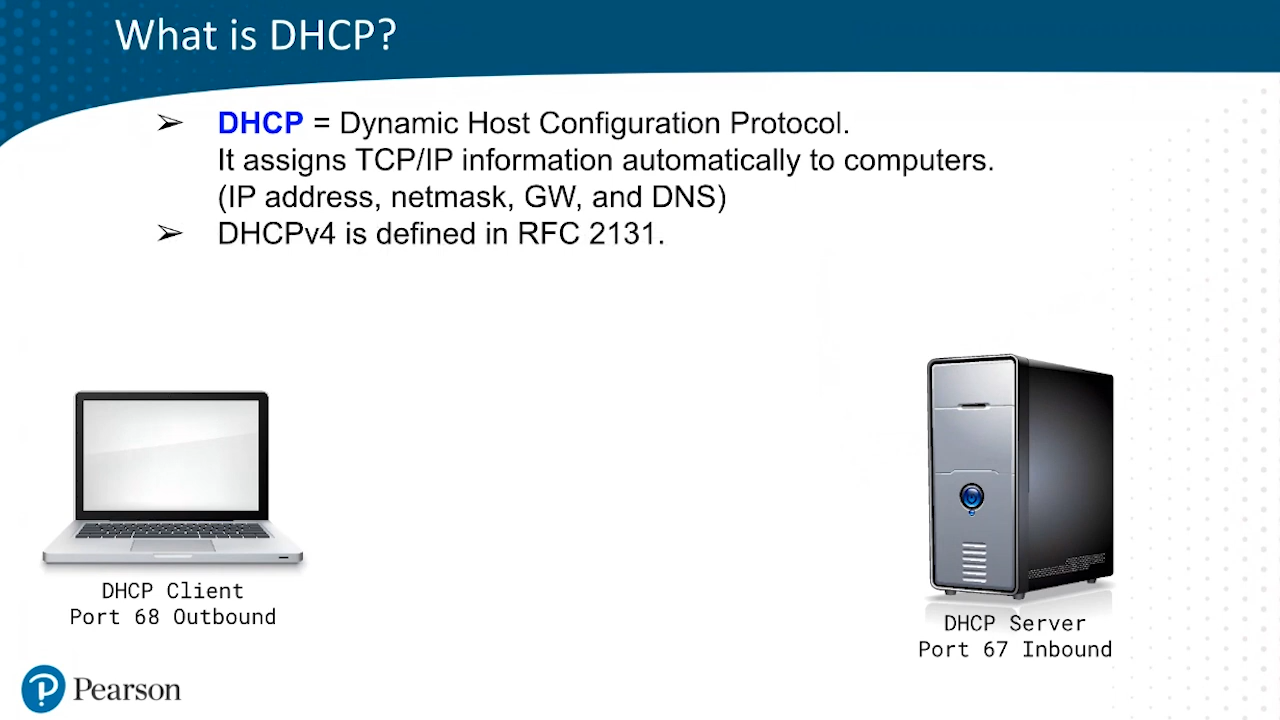 What is DHCP?
➢ DHCP = Dynamic Host Configuration Protocol.
It assigns TCP/IP information automatically to computers.
(IP address, netmask, GW, and DNS)
➢ DHCPv4 is defined in RFC 2131.
DHCP Client
Port 68 Outbound
DHCP Server
Port 67 Inbound
Pearson